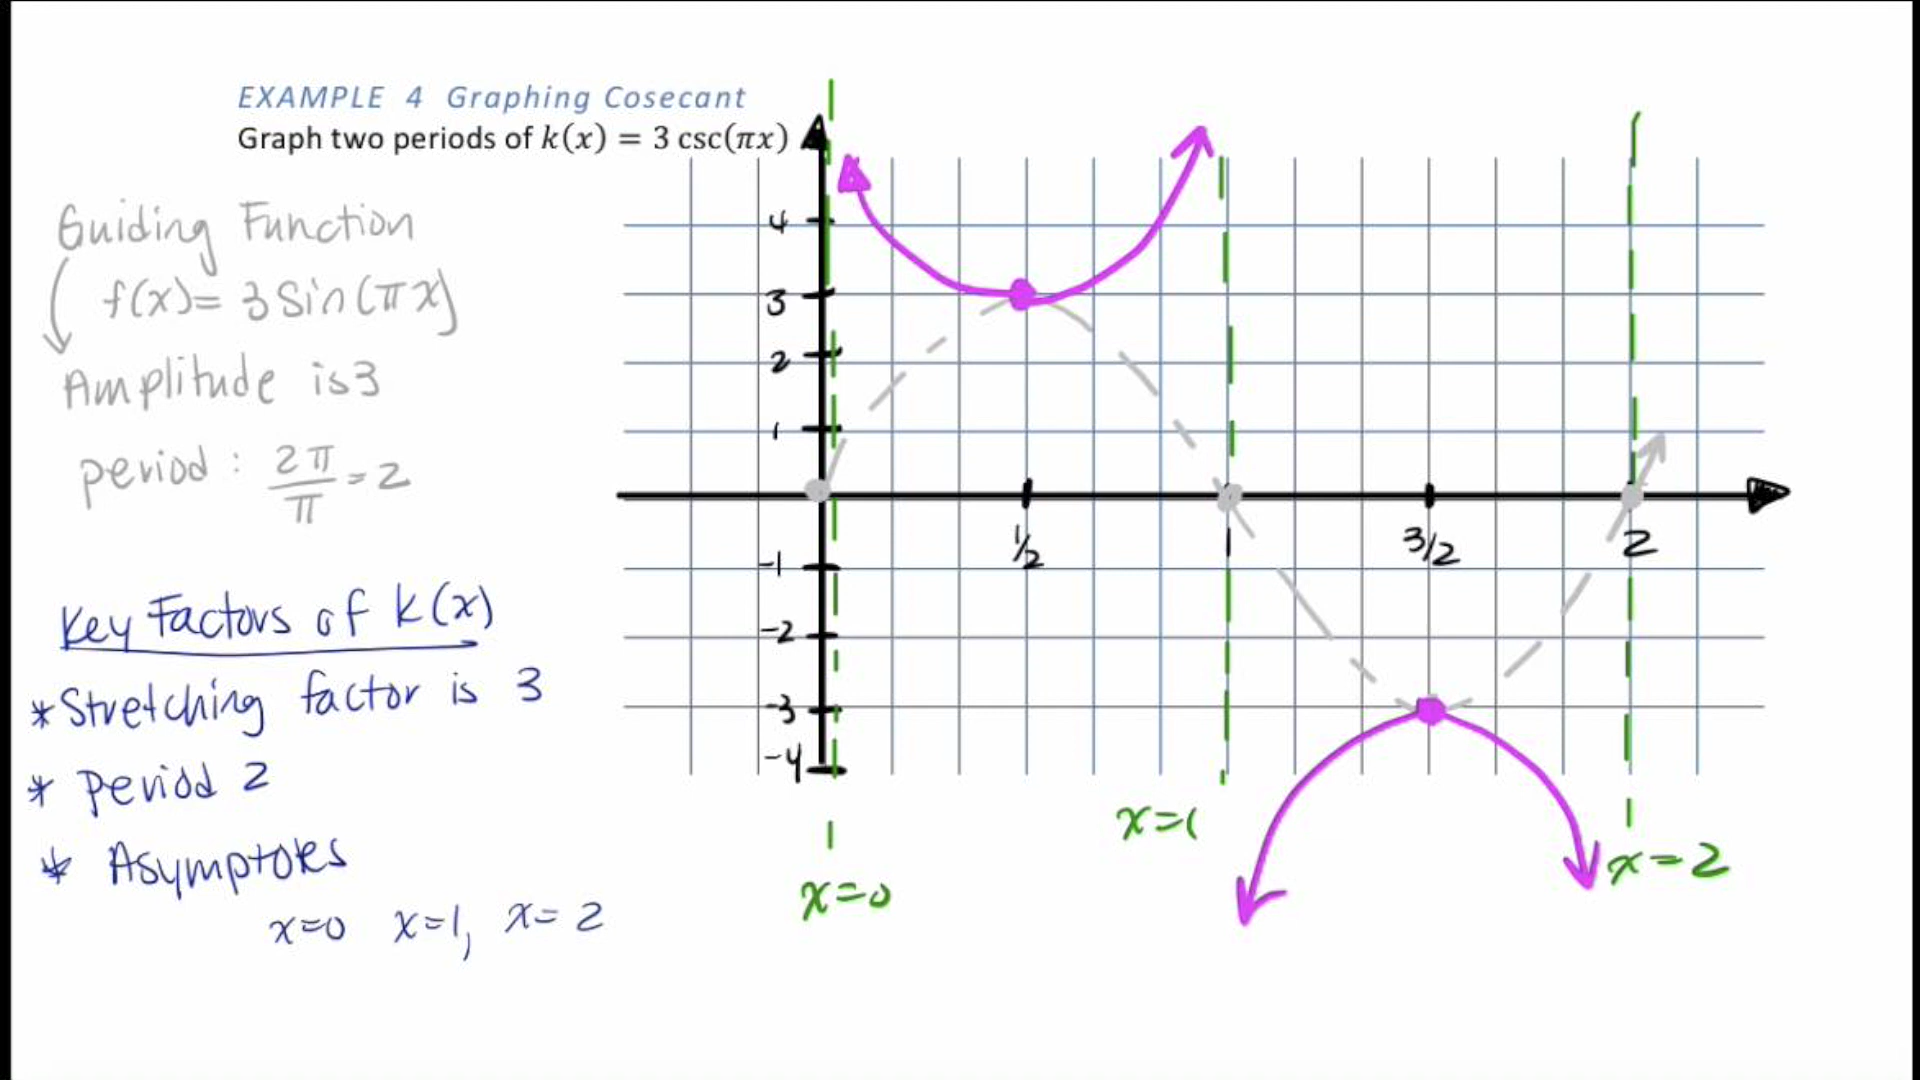 EXAMPLE 4 Graphing Cosecant
Graph two periods of k(x) = 3 csc(πx)
Guiding Function
f(x)= 3 Sin(πx)
Amplitude is 3
period : 2π/π = 2
Key Factors of k(x)
* Stretching factor is 3
* Period 2
* Asymptotes
x=0 x=1, x=2
4
3
2
1
-1
-2
-3
-4
1/2
1
3/2
2
x=0
x=1
x=2